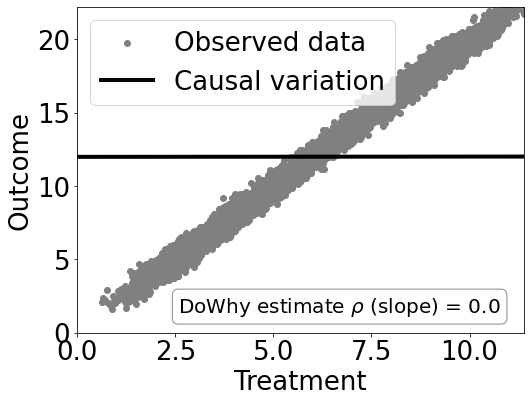 Observed data
Causal variation
20
15
10
5
0
Outcome
DoWhy estimate ρ (slope) = 0.0
0.0 2.5 5.0 7.5 10.0
Treatment